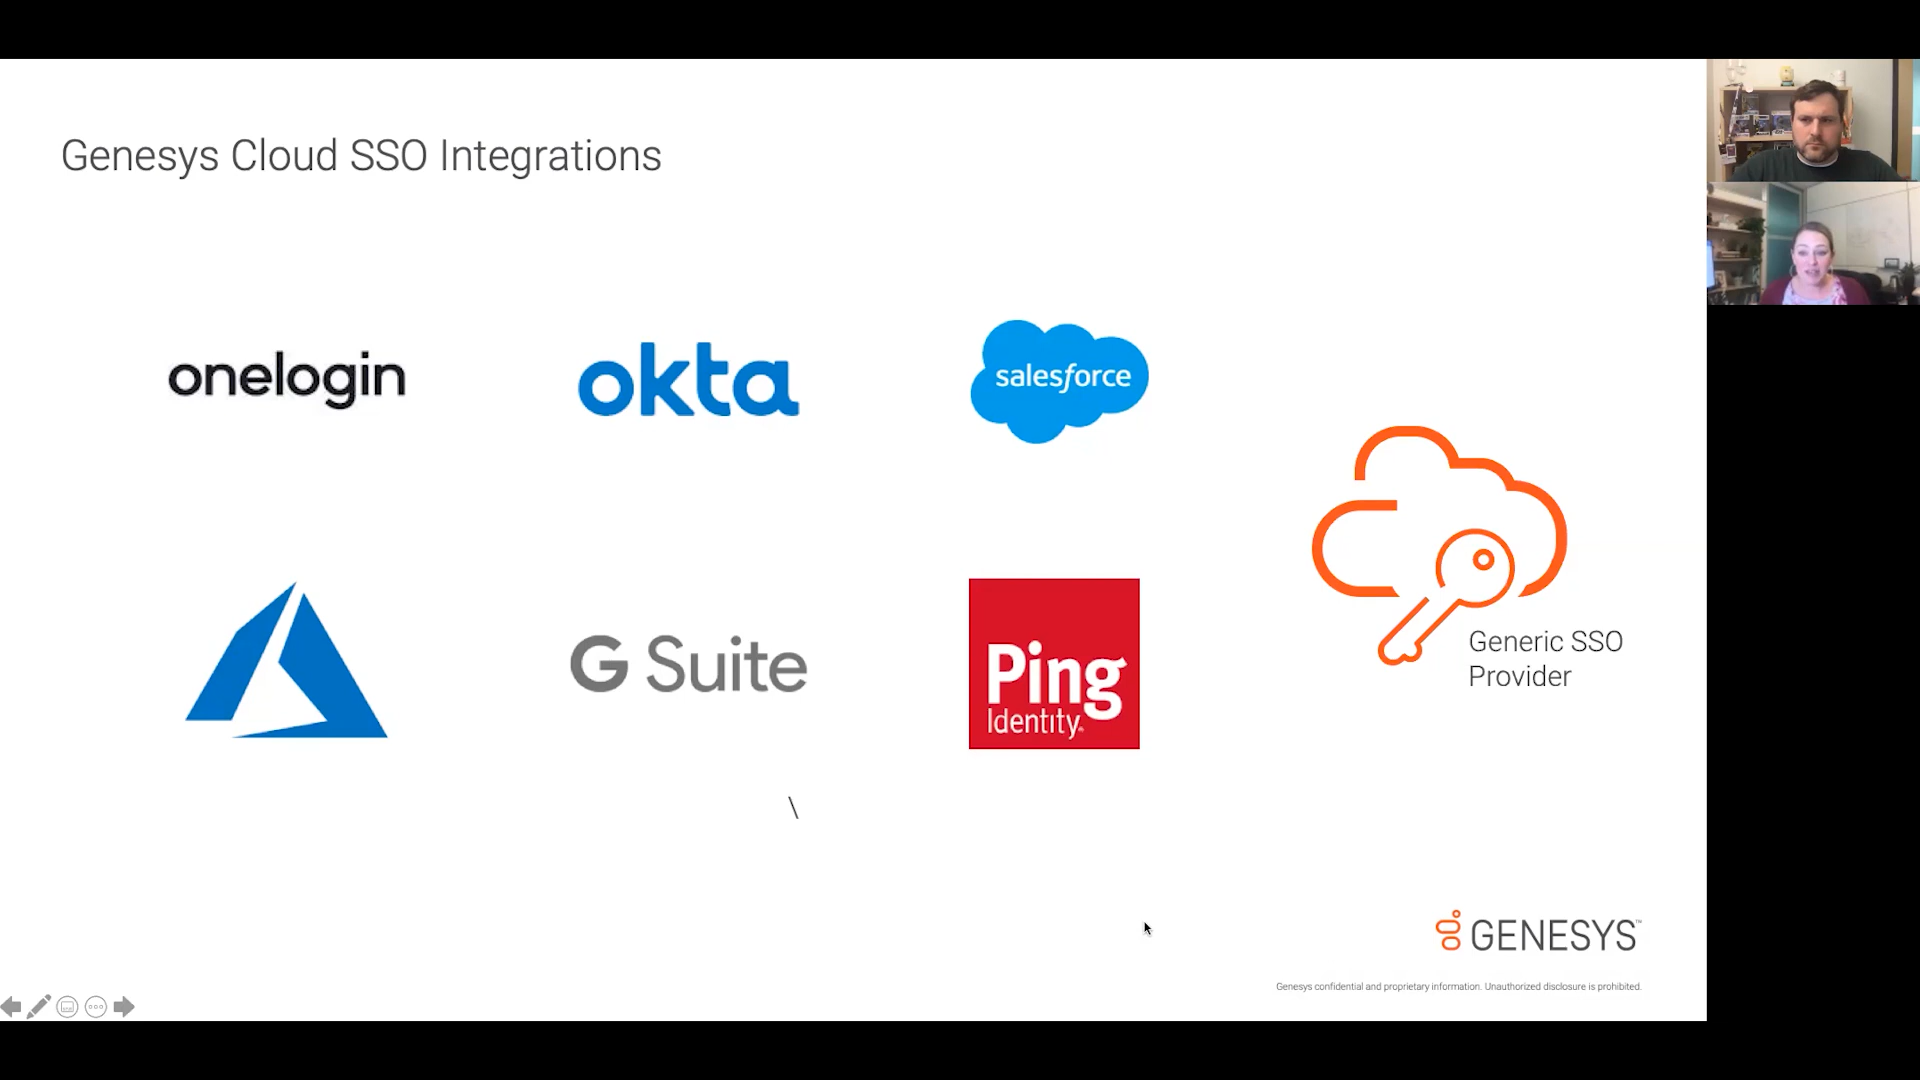 Genesys Cloud SSO Integrations
onelogin
okta
salesforce
G Suite
Ping
Identity®
Generic SSO
Provider
\
GENESYS™
Genesys confidential and proprietary information. Unauthorized disclosure is prohibited.